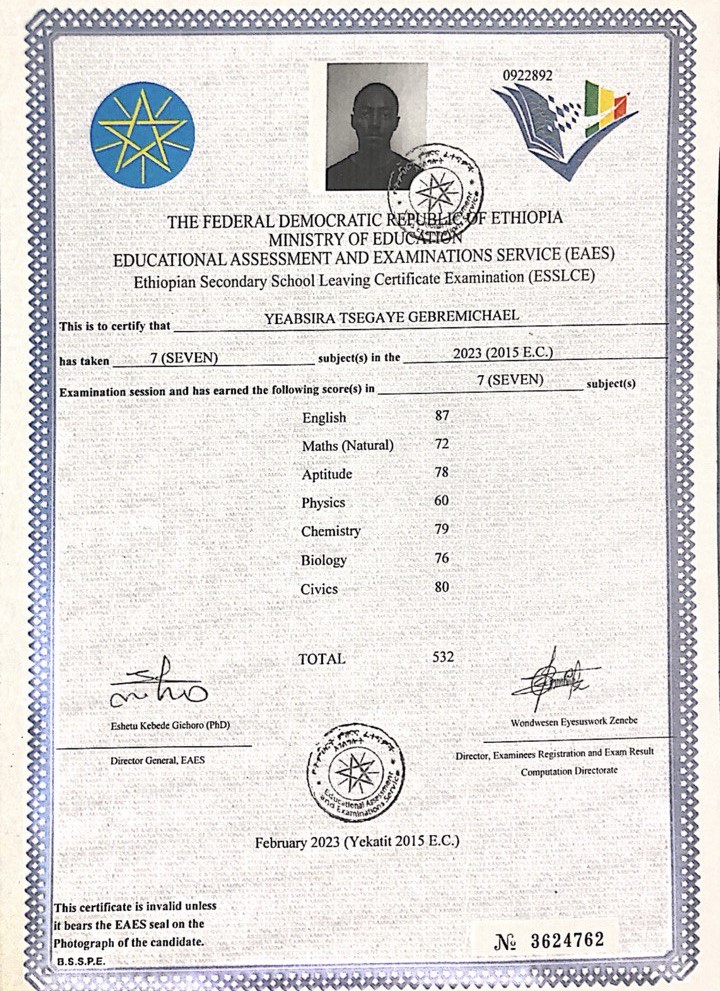 0922892
THE FEDERAL DEMOCRATIC REPUBLIC OF ETHIOPIA
MINISTRY OF EDUCATION
EDUCATIONAL ASSESSMENT AND EXAMINATIONS SERVICE (EAES)
Ethiopian Secondary School Leaving Certificate Examination (ESSLCE)
This is to certify that YEABSIRA TSEGAYE GEBREMICHAEL
has taken 7 (SEVEN) subject(s) in the 2023 (2015 E.C.)
Examination session and has earned the following score(s) in 7 (SEVEN) subject(s)
English 87
Maths (Natural) 72
Aptitude 78
Physics 60
Chemistry 79
Biology 76
Civics 80
TOTAL 532
Eshetu Kebede Gichoro (PhD)
Wondwesen Eyesuswork Zenebe
Director General, EAES
Director, Examinees Registration and Exam Result
Computation Directorate
Educational Assessment
and Examinations Service
February 2023 (Yekatit 2015 E.C.)
This certificate is invalid unless
it bears the EAES seal on the
Photograph of the candidate.
B.S.S.P.E.
№ 3624762